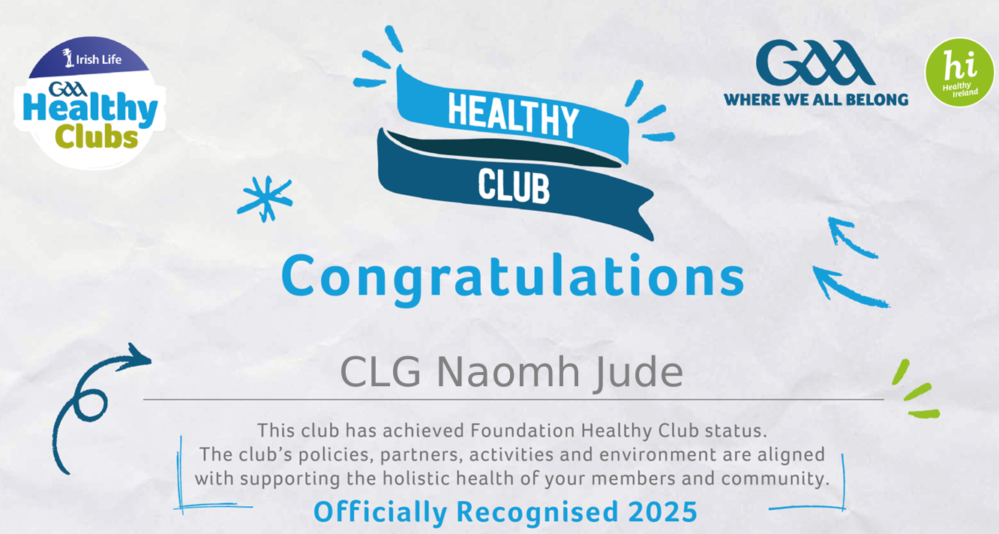 Irish Life
GAA
Healthy
Clubs
HEALTHY
CLUB
GAA
WHERE WE ALL BELONG
hi
Healthy
Ireland
Congratulations
CLG Naomh Jude
This club has achieved Foundation Healthy Club status.
The club’s policies, partners, activities and environment are aligned
with supporting the holistic health of your members and community.
Officially Recognised 2025